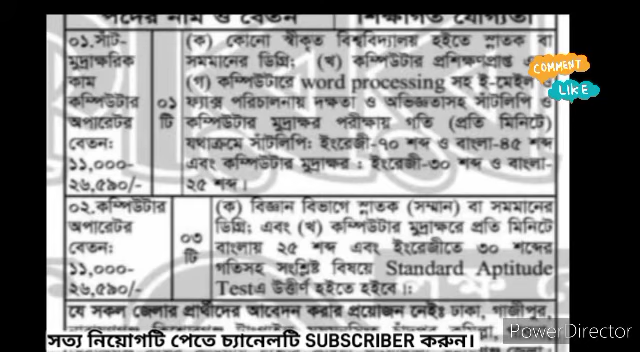 পদের নাম ও বেতন শিক্ষাগত যোগ্যতা
০১.সাঁট-
মুদ্রাক্ষরিক
কাম
কম্পিউটার
অপারেটর
বেতন:
১১,০০০-
২৬,৫৯০/-
০১
টি
(ক) কোনো স্বীকৃত বিশ্ববিদ্যালয় হইতে স্নাতক বা
সমমানের ডিগ্রি; (খ) কম্পিউটার প্রশিক্ষণপ্রাপ্ত
(গ) কম্পিউটারে word processing সহ ই-মেইল ও
ফ্যাক্স পরিচালনায় দক্ষতা ও অভিজ্ঞতাসহ সাঁটলিপি ও
কম্পিউটার মুদ্রাক্ষর পরীক্ষায় গতি (প্রতি মিনিটে)
যথাক্রমে সাঁটলিপি: ইংরেজী-৭০ শব্দ ও বাংলা-৪৫ শব্দ
এবং কম্পিউটার মুদ্রাক্ষর : ইংরেজী-৩০ শব্দ ও বাংলা-
২৫ শব্দ।
০২.কম্পিউটার
অপারেটর
বেতন:
১১,০০০-
২৬,৫৯০/-
০৩
টি
(ক) বিজ্ঞান বিভাগে স্নাতক (সম্মান) বা সমমানের
ডিগ্রি; এবং (খ) কম্পিউটার মুদ্রাক্ষরে প্রতি মিনিটে
বাংলায় ২৫ শব্দ এবং ইংরেজীতে ৩০ শব্দের
গতিসহ সংশ্লিষ্ট বিষয়ে Standard Aptitude
Testএ উত্তীর্ণ হইতে হইবে।
যে সকল জেলার প্রার্থীদের আবেদন করার প্রয়োজন নেইঃ ঢাকা, গাজীপুর,
সত্য নিয়োগটি পেতে চ্যানেলটি SUBSCRIBER করুন।
COMMENT
LIKE
PowerDirector